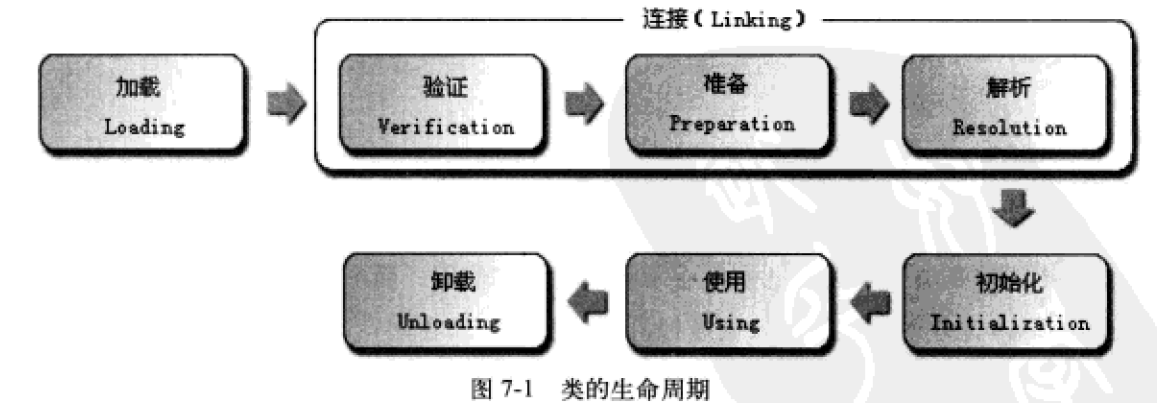 连接(Linking)
加载
Loading
验证
Verification
准备
Preparation
解析
Resolution
初始化
Initialization
使用
Using
卸载
Unloading
图 7-1 类的生命周期